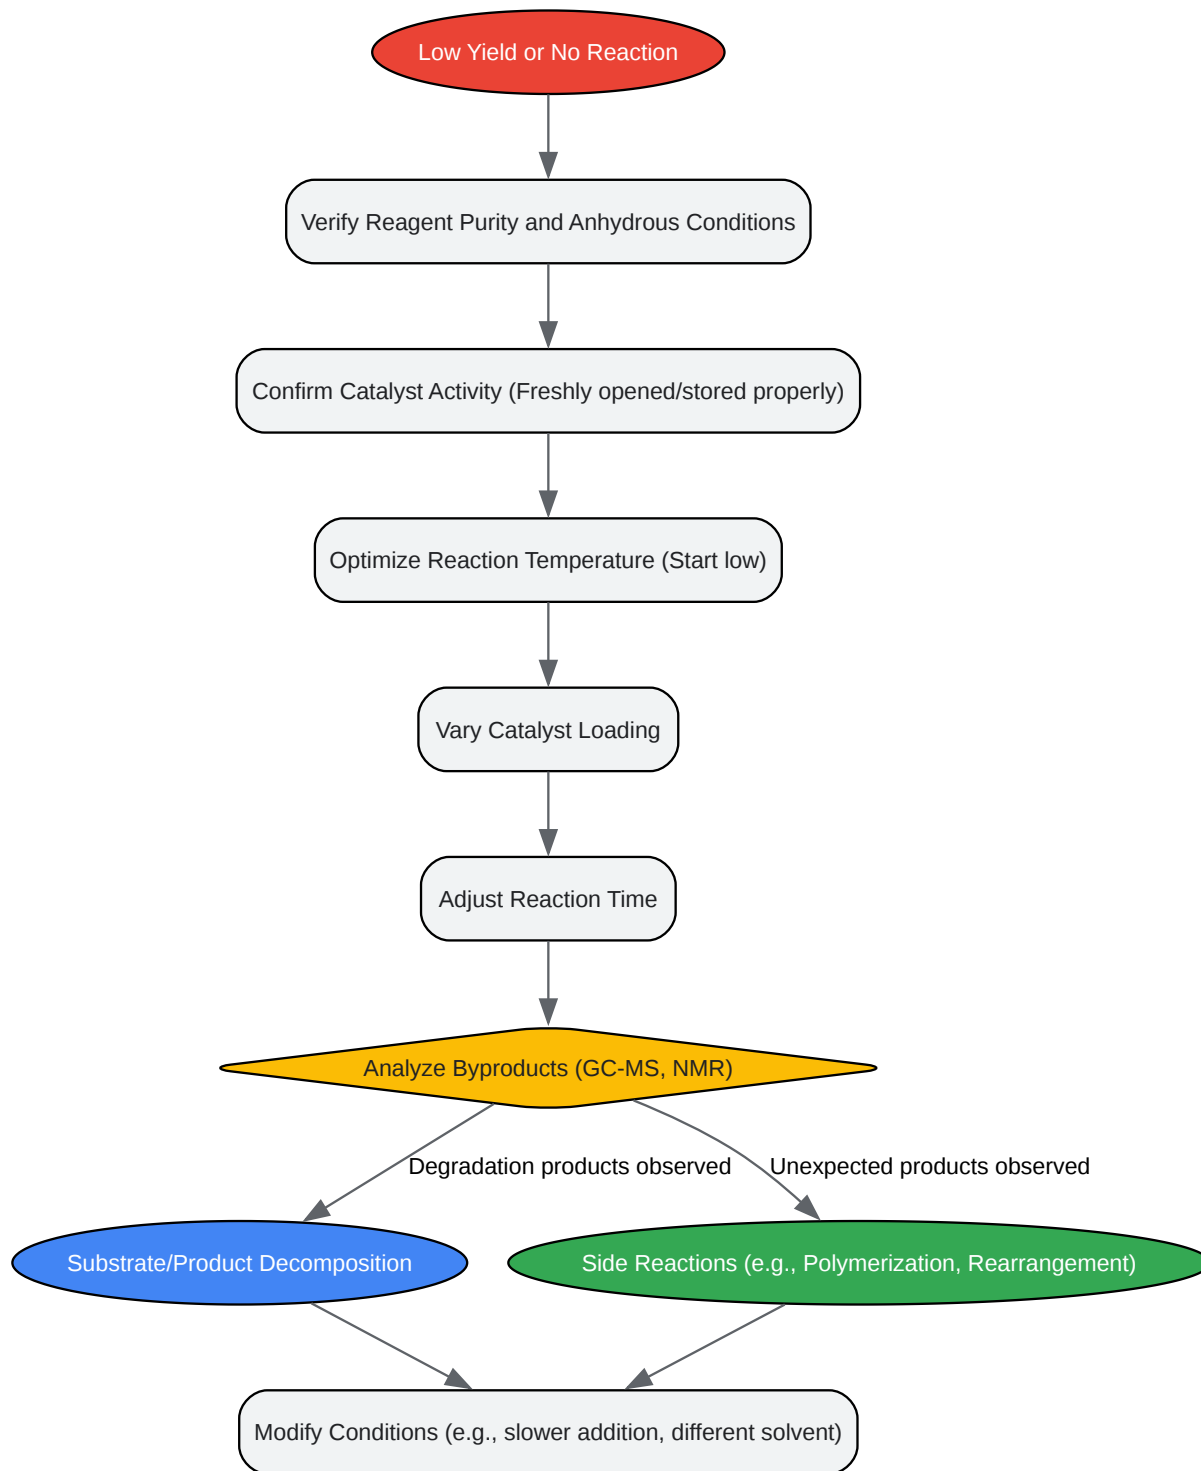 Low Yield or No Reaction
Verify Reagent Purity and Anhydrous Conditions
Confirm Catalyst Activity (Freshly opened/stored properly)
Optimize Reaction Temperature (Start low)
Vary Catalyst Loading
Adjust Reaction Time
Analyze Byproducts (GC-MS, NMR)
Degradation products observed
Unexpected products observed
Substrate/Product Decomposition
Side Reactions (e.g., Polymerization, Rearrangement)
Modify Conditions (e.g., slower addition, different solvent)